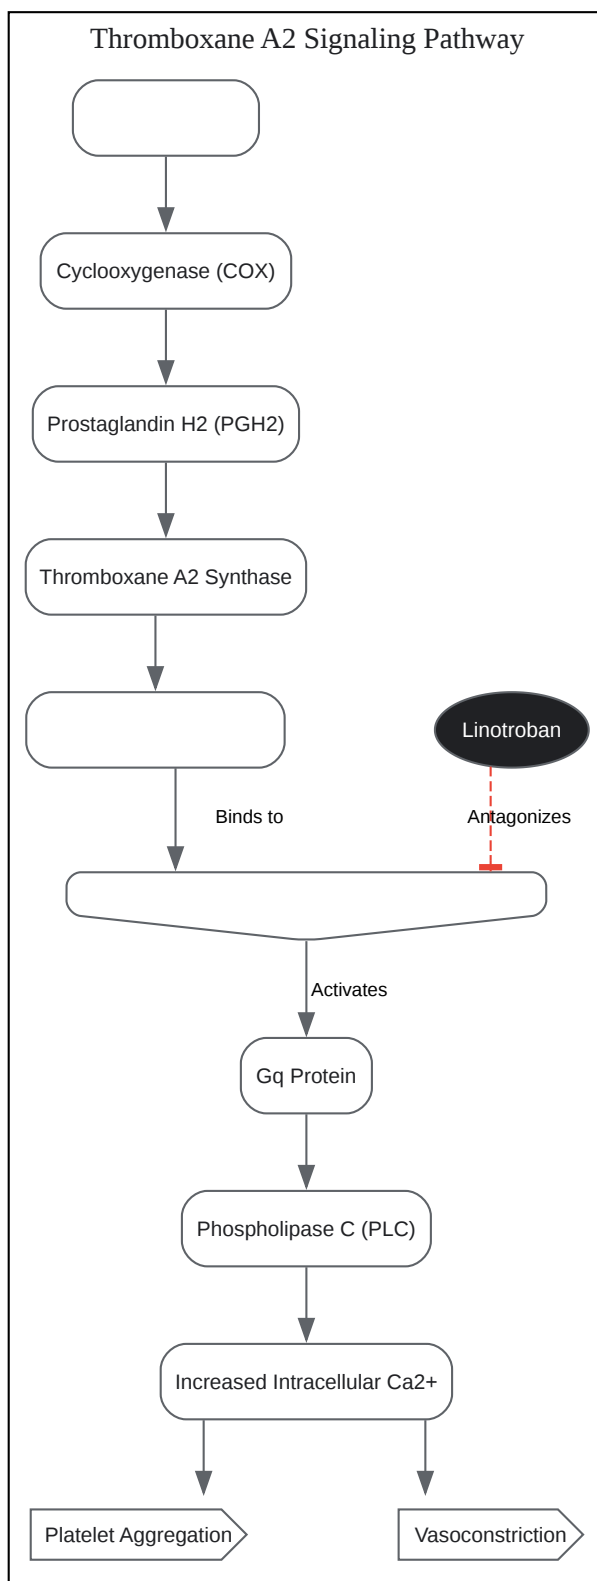 Thromboxane A2 Signaling Pathway
Cyclooxygenase (COX)
Prostaglandin H2 (PGH2)
Thromboxane A2 Synthase
Linotroban
Binds to
Antagonizes
Activates
Gq Protein
Phospholipase C (PLC)
Increased Intracellular Ca2+
Platelet Aggregation
Vasoconstriction